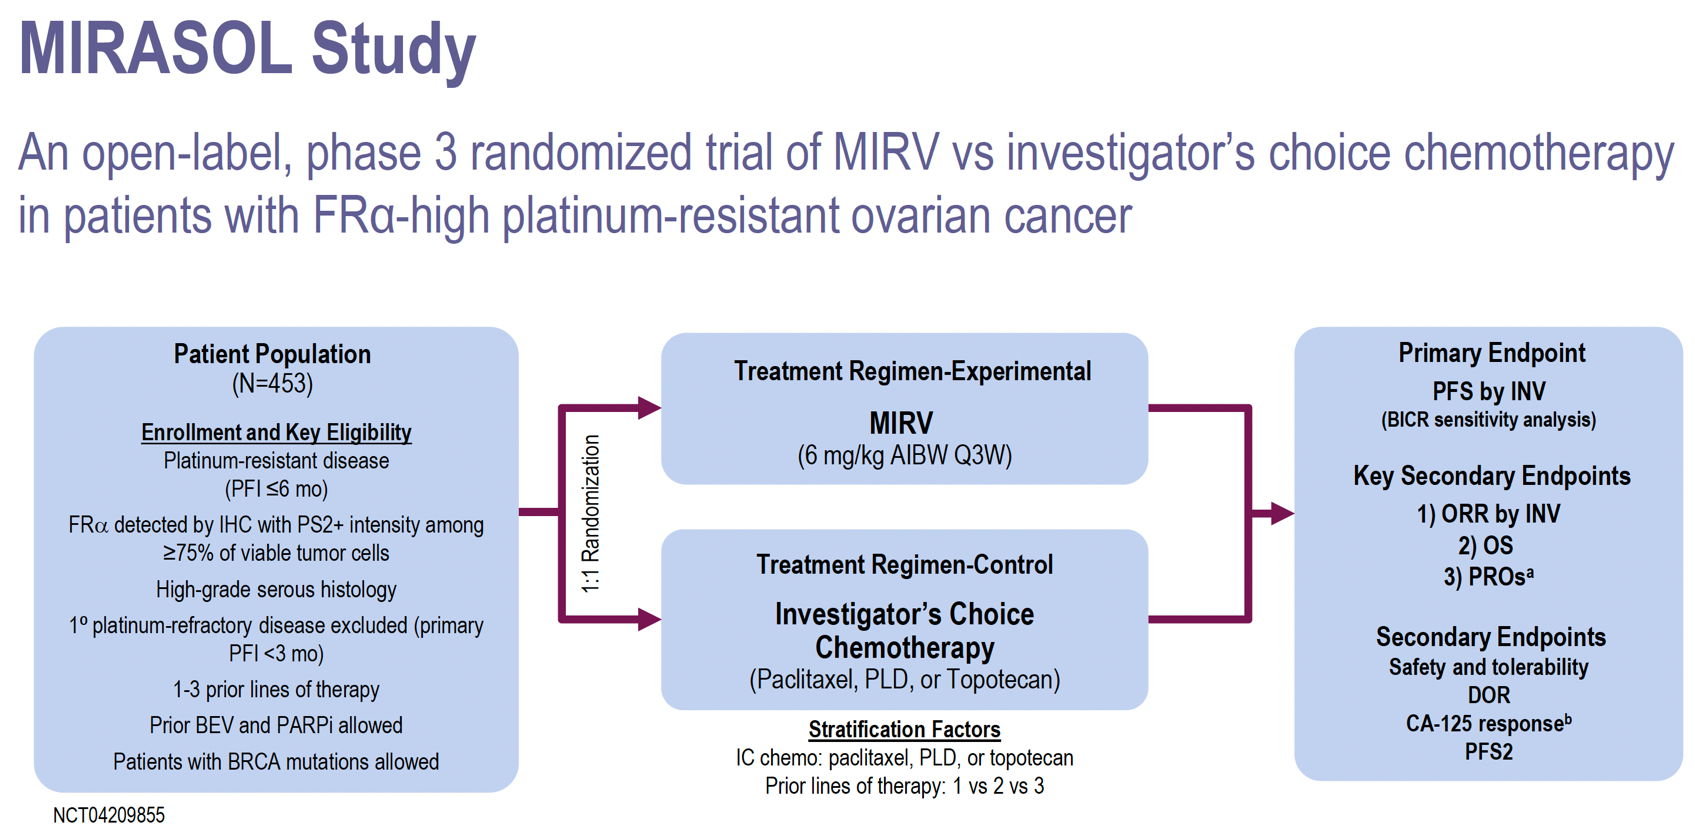 MIRASOL Study
An open-label, phase 3 randomized trial of MIRV vs investigator’s choice chemotherapy
in patients with FRα-high platinum-resistant ovarian cancer
Patient Population
(N=453)
Enrollment and Key Eligibility
Platinum-resistant disease
(PFI ≤6 mo)
FRα detected by IHC with PS2+ intensity among
≥75% of viable tumor cells
High-grade serous histology
1º platinum-refractory disease excluded (primary
PFI <3 mo)
1-3 prior lines of therapy
Prior BEV and PARPi allowed
Patients with BRCA mutations allowed
NCT04209855
1:1 Randomization
Treatment Regimen-Experimental
MIRV
(6 mg/kg AIBW Q3W)
Treatment Regimen-Control
Investigator’s Choice
Chemotherapy
(Paclitaxel, PLD, or Topotecan)
Stratification Factors
IC chemo: paclitaxel, PLD, or topotecan
Prior lines of therapy: 1 vs 2 vs 3
Primary Endpoint
PFS by INV
(BICR sensitivity analysis)
Key Secondary Endpoints
1) ORR by INV
2) OS
3) PROsᵃ
Secondary Endpoints
Safety and tolerability
DOR
CA-125 responseᵇ
PFS2